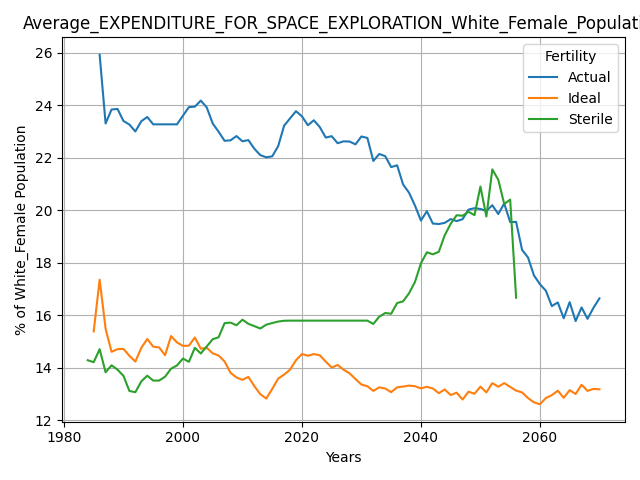 Average_EXPENDITURE_FOR_SPACE_EXPLORATION_White_Female_Populati
Fertility
Actual
Ideal
Sterile
% of White_Female Population
26
24
22
20
18
16
14
12
1980
2000
2020
2040
2060
Years